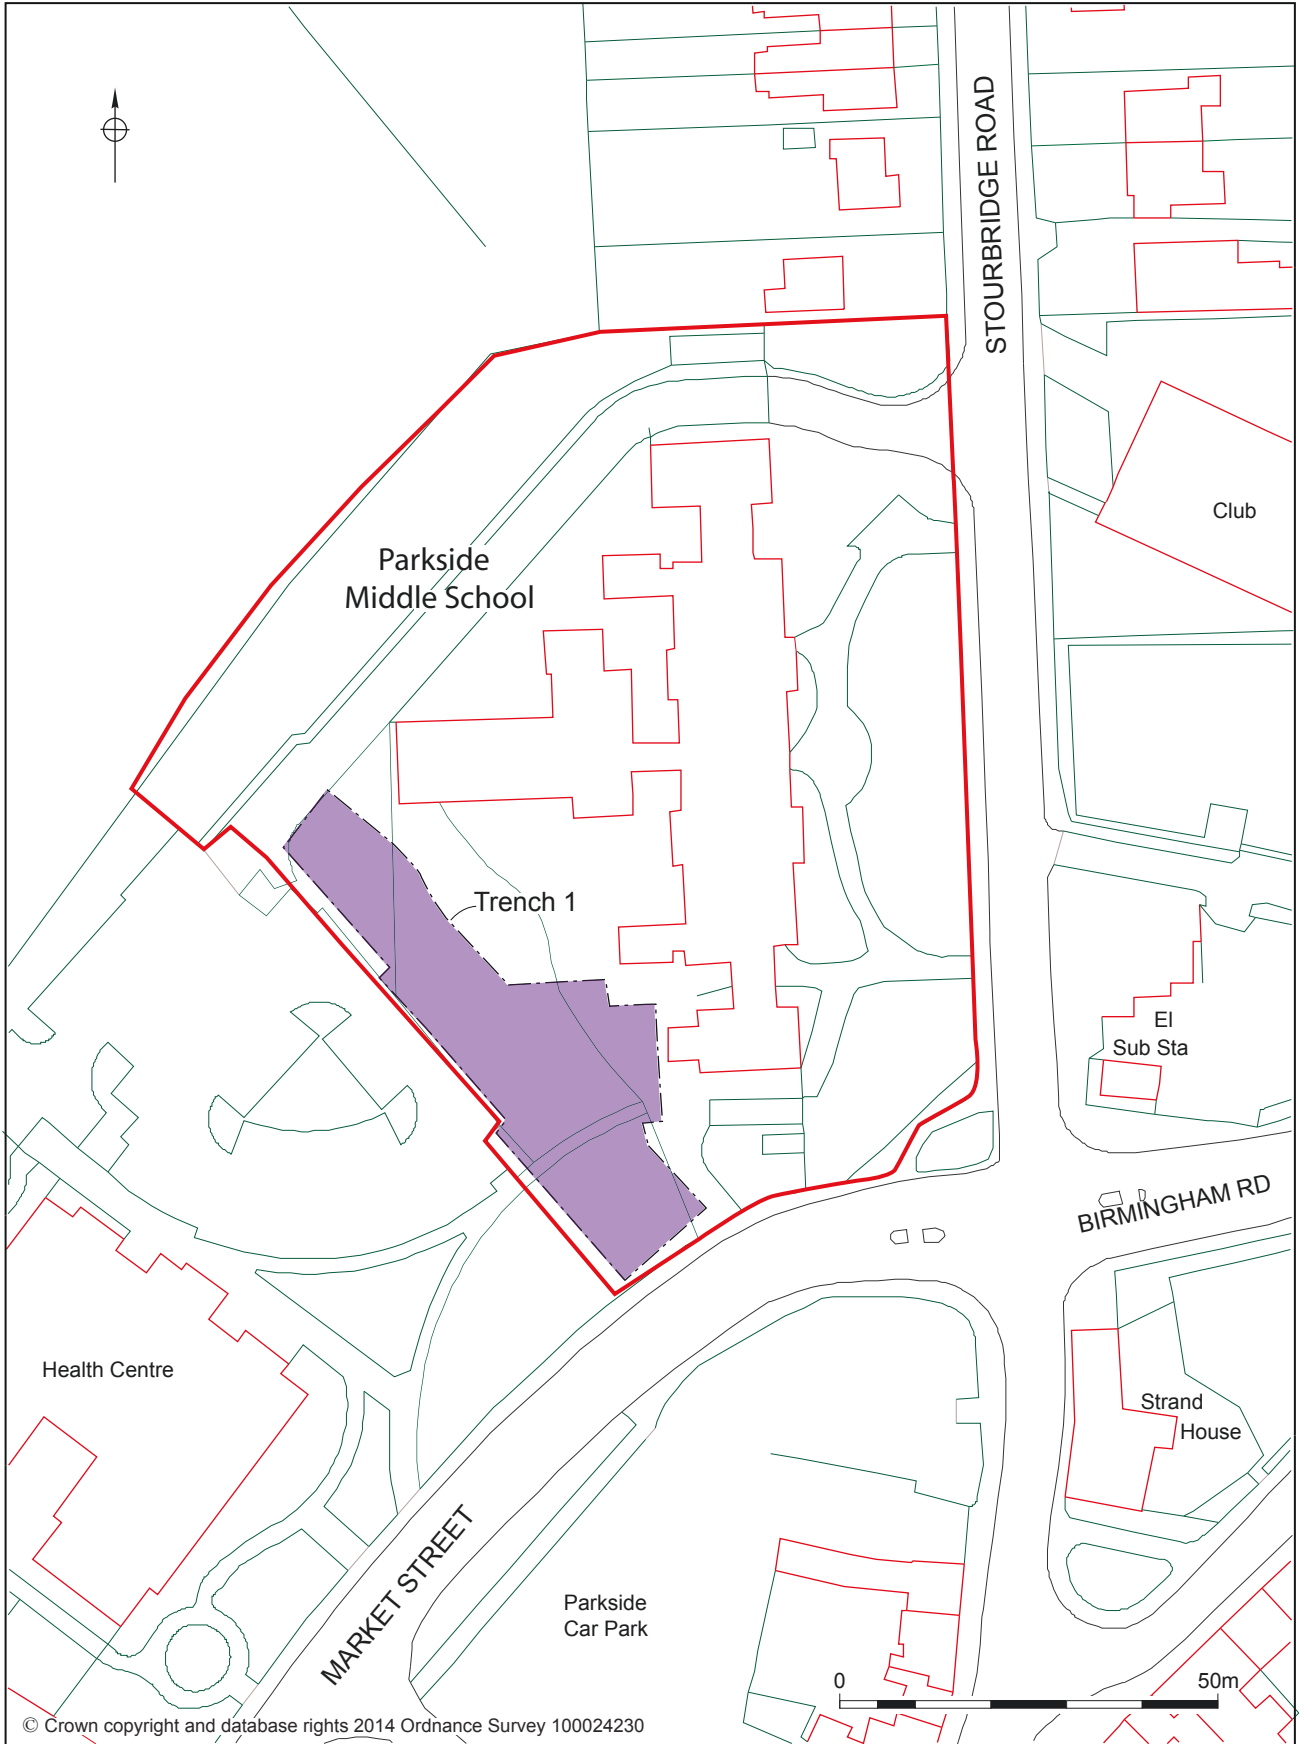 STOURBRIDGE ROAD
Club
Parkside
Middle School
Trench 1
El
Sub Sta
BIRMINGHAM RD
Health Centre
Strand
House
MARKET STREET
Parkside
Car Park
0 50m
© Crown copyright and database rights 2014 Ordnance Survey 100024230